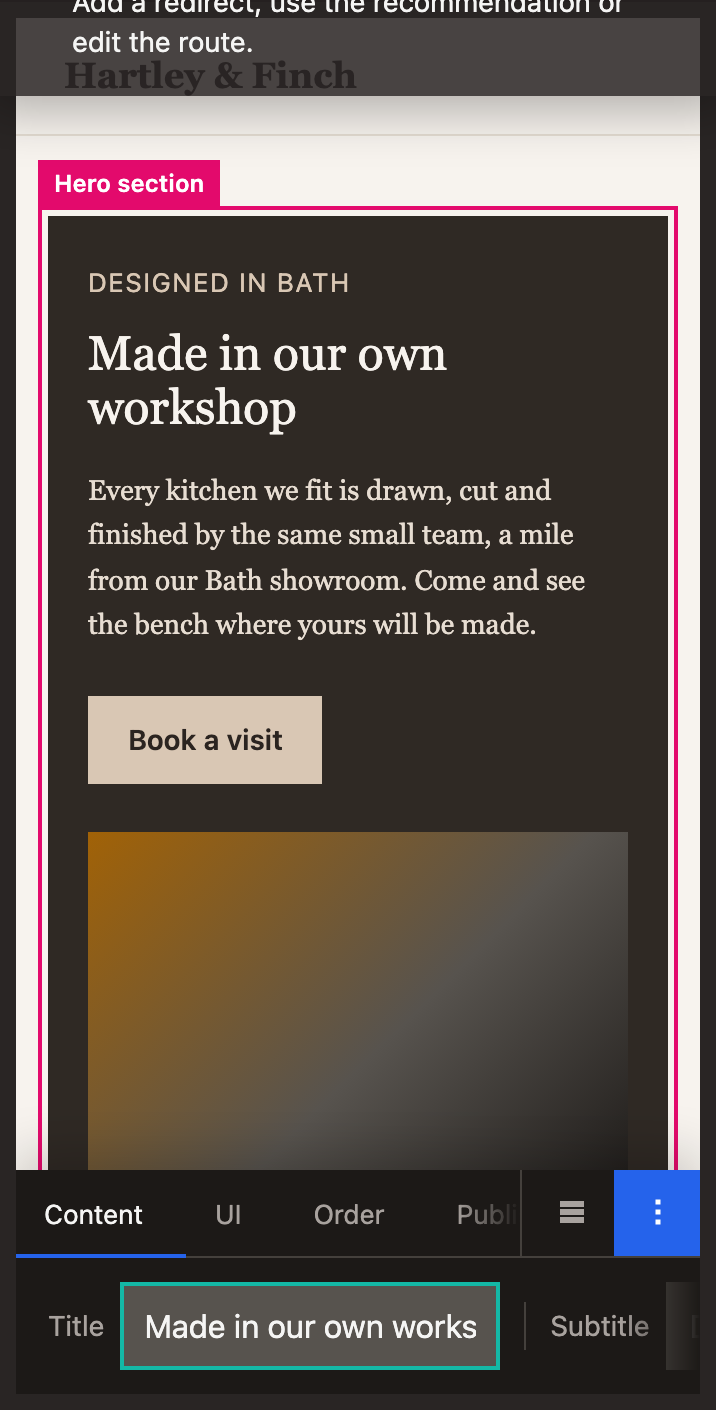 Add a redirect, use the recommendation or
edit the route.
Hartley & Finch
Hero section
DESIGNED IN BATH
Made in our own
workshop
Every kitchen we fit is drawn, cut and
finished by the same small team, a mile
from our Bath showroom. Come and see
the bench where yours will be made.
Book a visit
Content
UI
Order
Publi
Title
Made in our own works
Subtitle